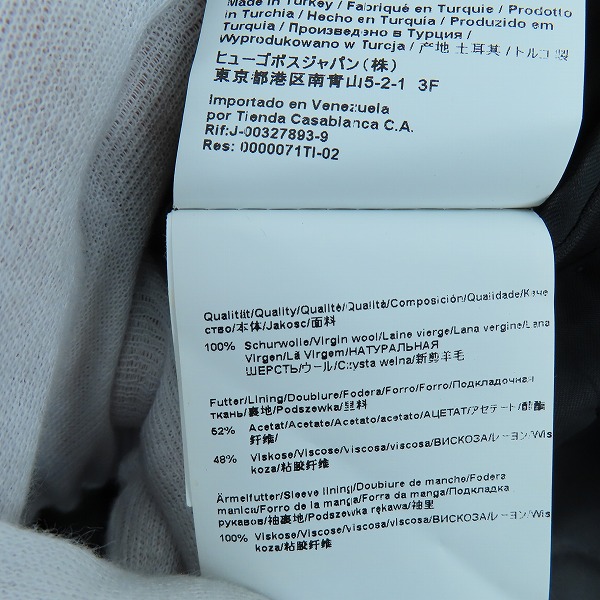 Made in Turkey / Fabriqué en Turquie / Prodotto
in Turchia / Hecho en Turquía / Produzido em
Turquia / Произведено в Турция /
Wyprodukowano w Turcja / 产地 土耳其 / トルコ製
ヒューゴボスジャパン(株)
東京都港区南青山5-2-1 3F
Importado en Venezuela
por Tienda Casablanca C.A.
Rif:J-00327893-9
Res: 0000071TI-02
Qualität/Quality/Qualité/Qualità/Composición/Qualidade/Каче
ство/本体/Jakosc/面料
100% Schurwolle/Virgin wool/Laine vierge/Lana vergine/Lana
Virgen/Lã Virgem/НАТУРАЛЬНАЯ
ШЕРСТЬ/ウール/Czysta welna/新剪羊毛
Futter/Lining/Doublure/Fodera/Forro/Forro/Подкладочная
ткань/裏地/Podszewka/里料
52% Acetat/Acetate/Acetato/acetato/АЦЕТАТ/アセテート/醋酯
纤维/
48% Viskose/Viscose/viscosa/viscosa/ВИСКОЗА/レーヨン/Wis
koza/粘胶纤维
Ärmelfutter/Sleeve lining/Doublure de manche/Fodera
manica/Forro de la manga/Forro da manga/Подкладка
рукавов/袖裏地/Podszewka rękawa/袖里
100% Viskose/Viscose/viscosa/viscosa/ВИСКОЗА/レーヨン/Wis
koza/粘胶纤维